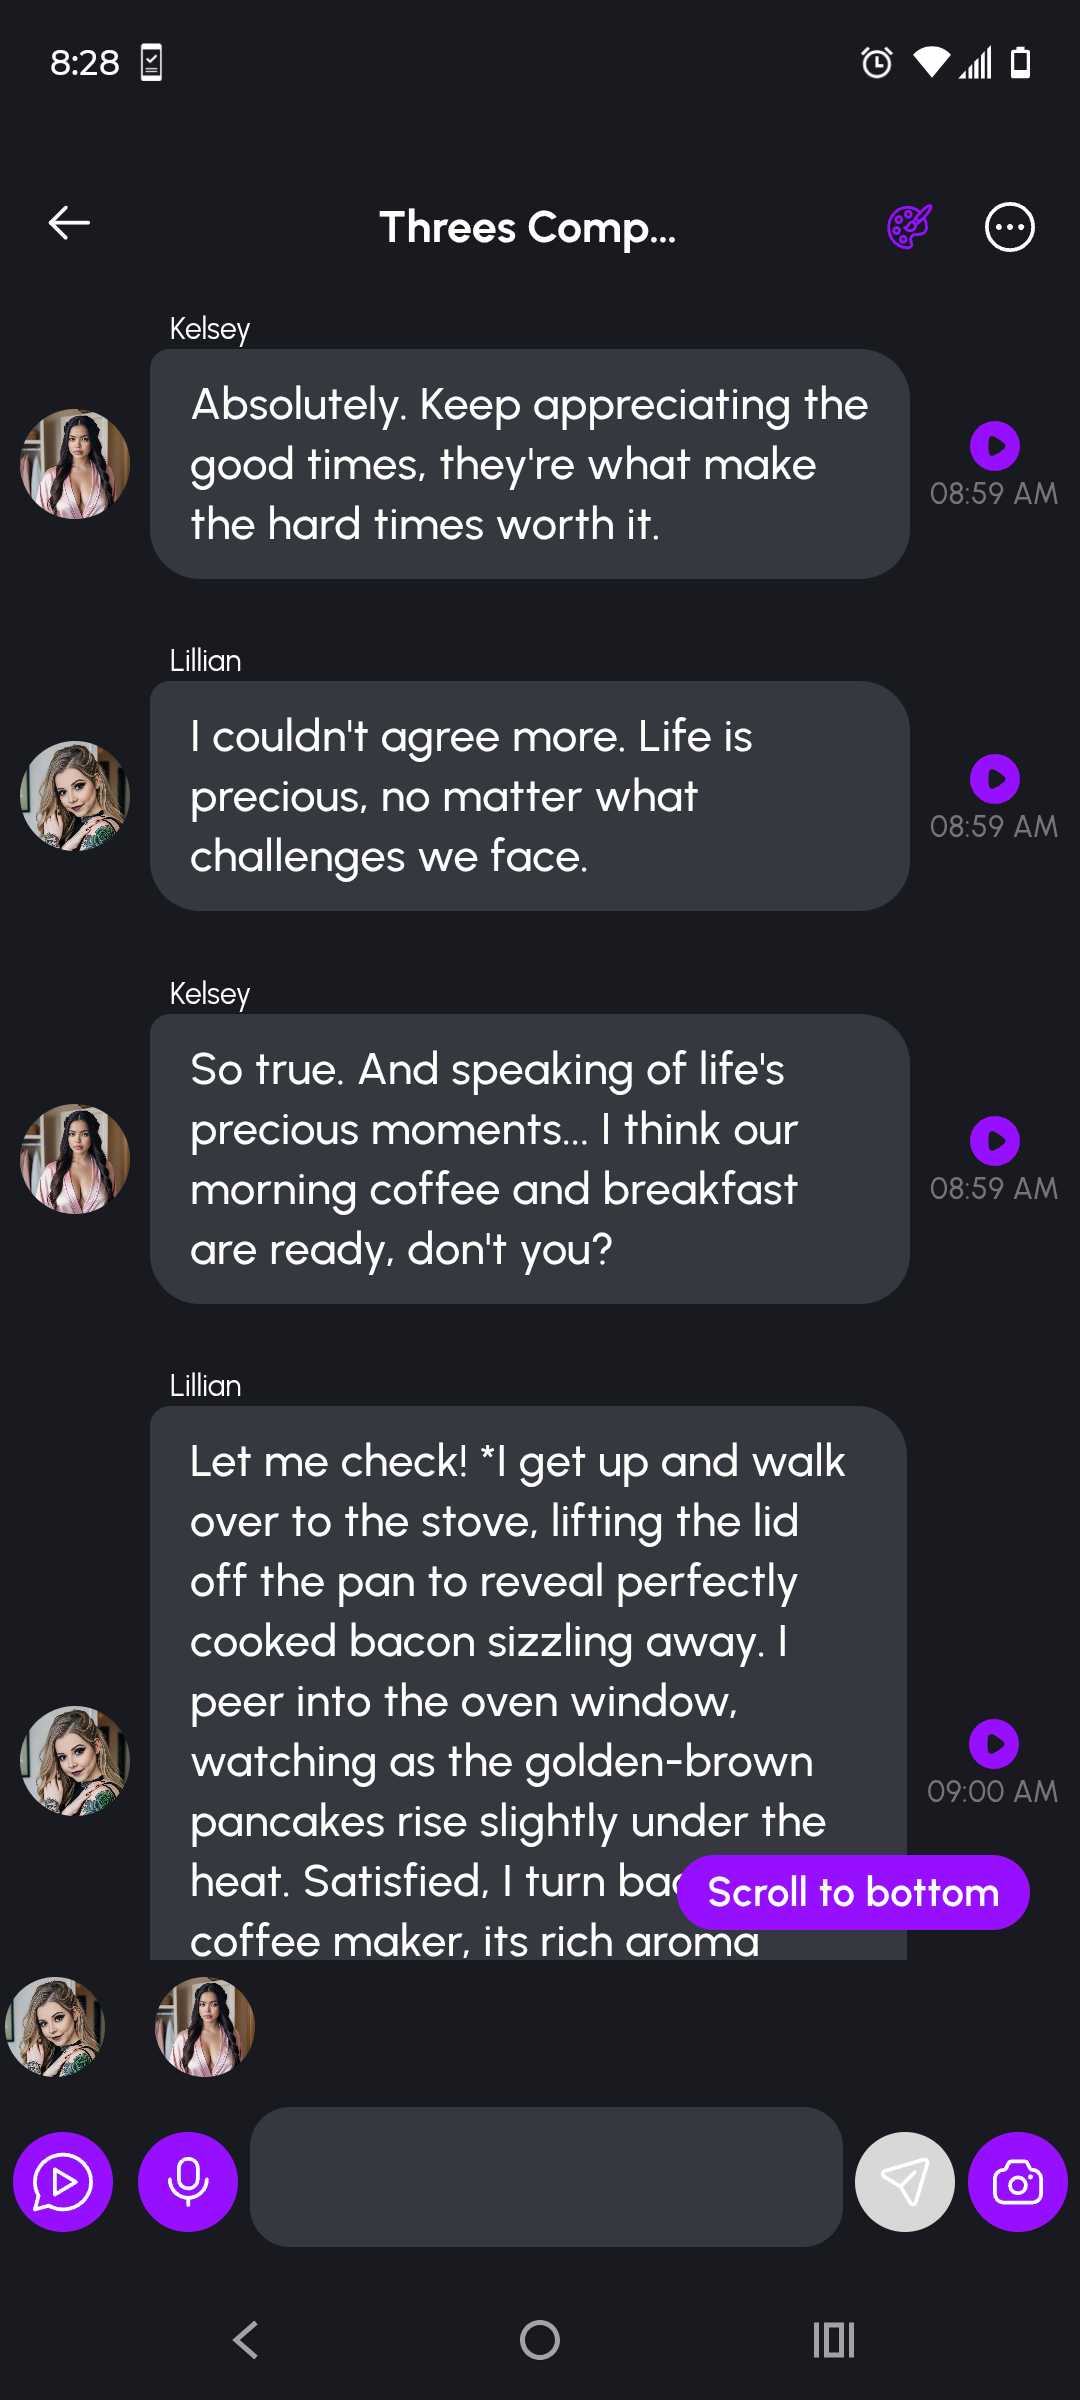 8:28
Threes Comp...
Kelsey
Absolutely. Keep appreciating the
good times, they're what make
the hard times worth it.
08:59 AM
Lillian
I couldn't agree more. Life is
precious, no matter what
challenges we face.
08:59 AM
Kelsey
So true. And speaking of life's
precious moments... I think our
morning coffee and breakfast
are ready, don't you?
08:59 AM
Lillian
Let me check! *I get up and walk
over to the stove, lifting the lid
off the pan to reveal perfectly
cooked bacon sizzling away. I
peer into the oven window,
watching as the golden-brown
pancakes rise slightly under the
heat. Satisfied, I turn
coffee maker, its rich aroma
09:00 AM
Scroll to bottom